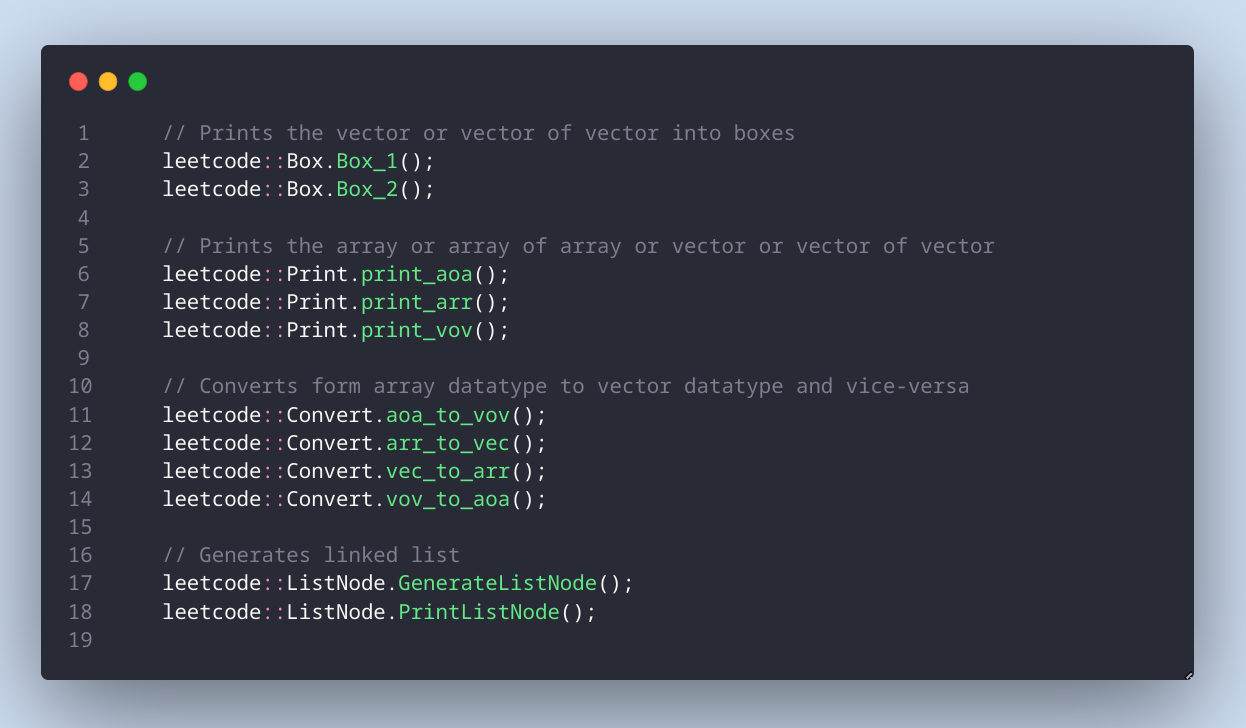 1 // Prints the vector or vector of vector into boxes
2 leetcode::Box.Box_1();
3 leetcode::Box.Box_2();
4
5 // Prints the array or array of array or vector or vector of vector
6 leetcode::Print.print_aoa();
7 leetcode::Print.print_arr();
8 leetcode::Print.print_vov();
9
10 // Converts form array datatype to vector datatype and vice-versa
11 leetcode::Convert.aoa_to_vov();
12 leetcode::Convert.arr_to_vec();
13 leetcode::Convert.vec_to_arr();
14 leetcode::Convert.vov_to_aoa();
15
16 // Generates linked list
17 leetcode::ListNode.GenerateListNode();
18 leetcode::ListNode.PrintListNode();
19